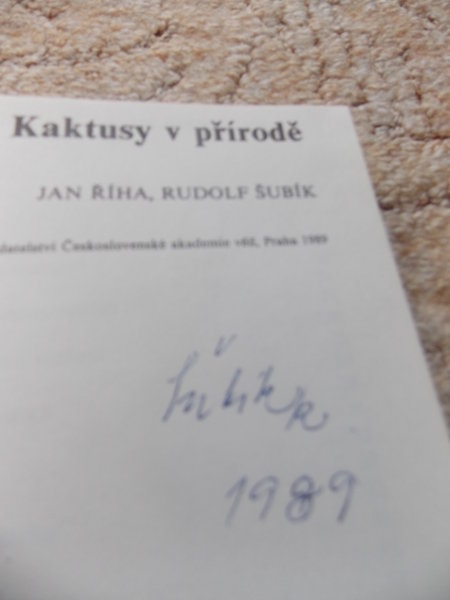 Kaktusy v přírodě
JAN ŘÍHA, RUDOLF ŠUBÍK
Československé akademie věd, Praha 1989
1989